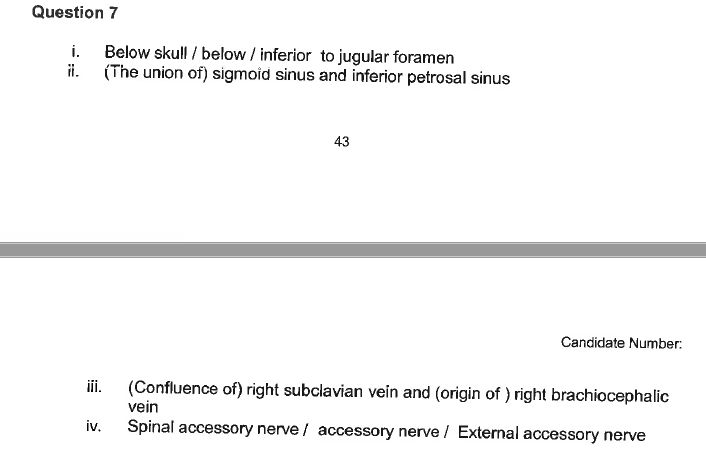 Question 7
i. Below skull / below / inferior to jugular foramen
ii. (The union of) sigmoid sinus and inferior petrosal sinus
43
Candidate Number:
iii. (Confluence of) right subclavian vein and (origin of ) right brachiocephalic
vein
iv. Spinal accessory nerve / accessory nerve / External accessory nerve